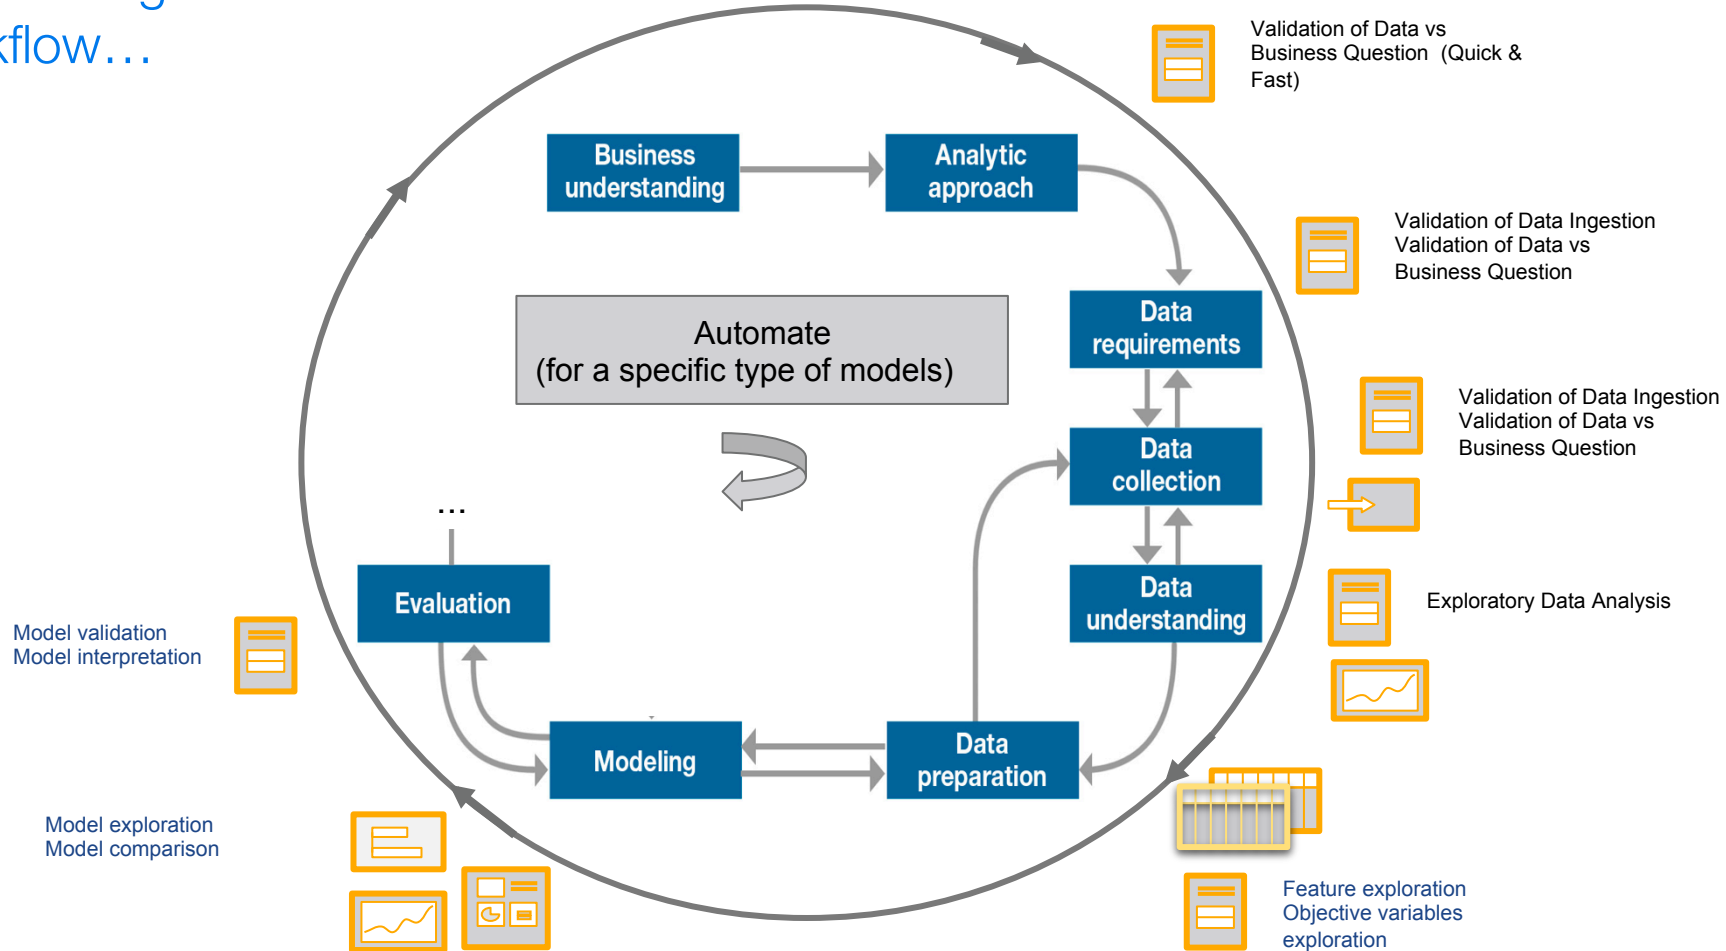 kflow...
Validation of Data vs
Business Question (Quick &
Fast)
Business
understanding
Analytic
approach
Validation of Data Ingestion
Validation of Data vs
Business Question
Automate
(for a specific type of models)
Data
requirements
Validation of Data Ingestion
Validation of Data vs
Business Question
Data
collection
...
Evaluation
Data
understanding
Exploratory Data Analysis
Model validation
Model interpretation
Modeling
Data
preparation
Model exploration
Model comparison
Feature exploration
Objective variables
exploration